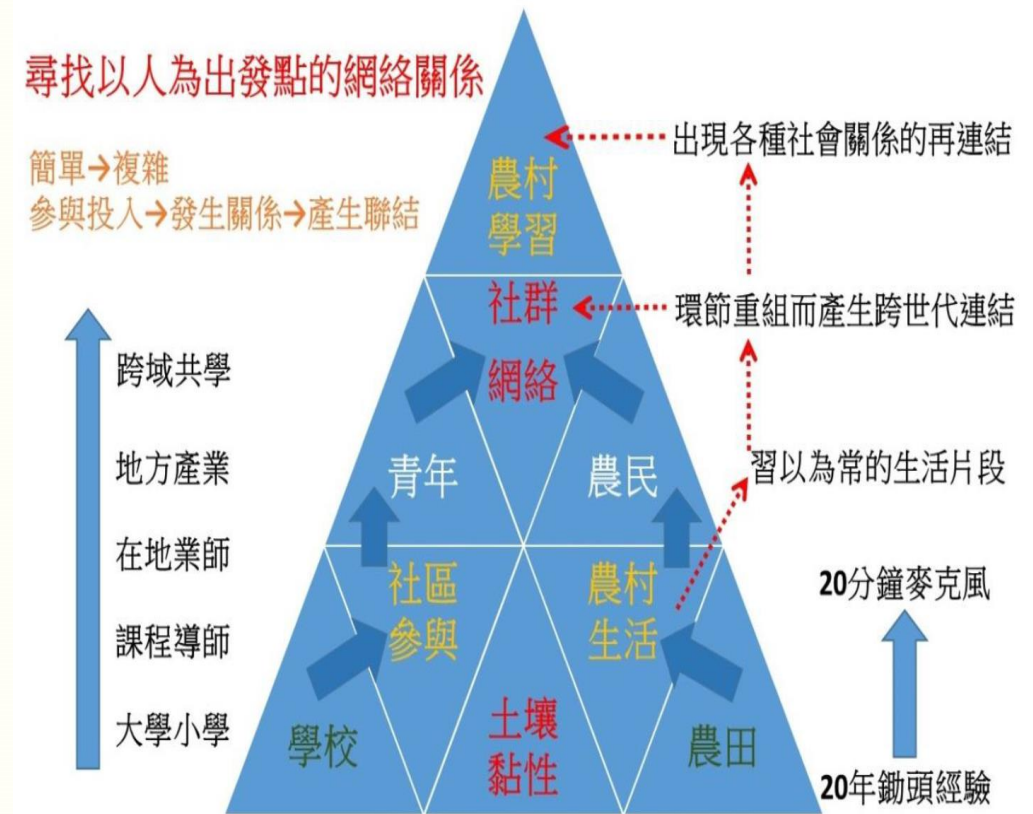 尋找以人為出發點的網絡關係
簡單→複雜
參與投入→發生關係→產生聯結
出現各種社會關係的再連結
農村
學習
社群
環節重組而產生跨世代連結
網絡
跨域共學
地方產業
在地業師
課程導師
大學小學
青年
農民
習以為常的生活片段
社區
參與
農村
生活
20分鐘麥克風
學校
土壤
黏性
農田
20年鋤頭經驗